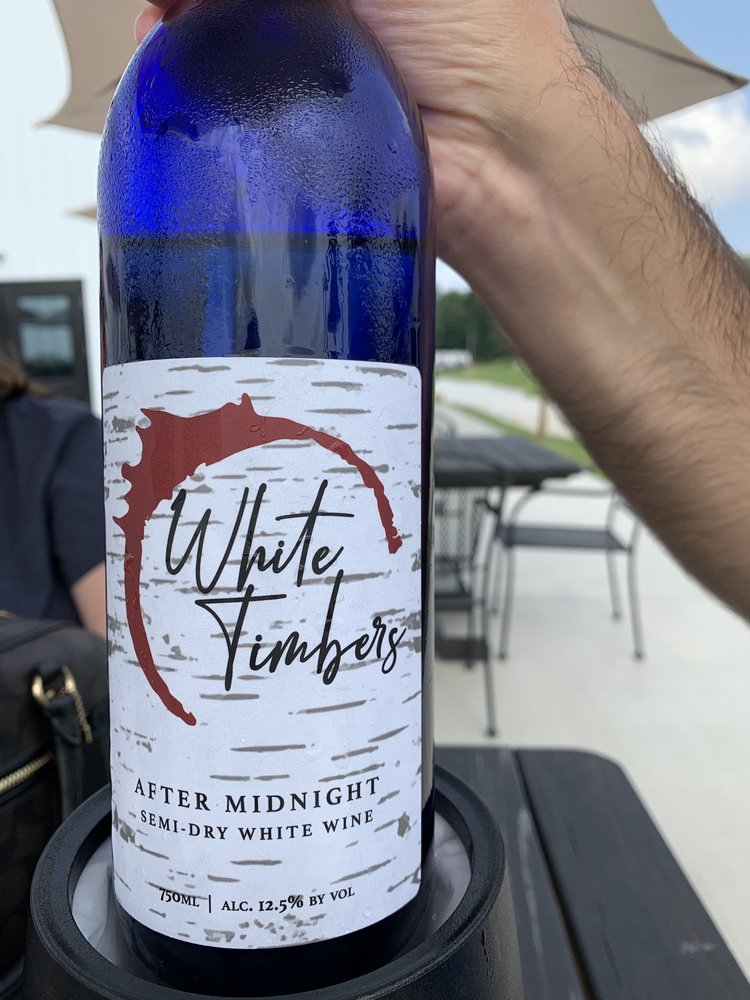 White
Timbers
AFTER MIDNIGHT
SEMI-DRY WHITE WINE
750ML | ALC. 12.5% BY VOL